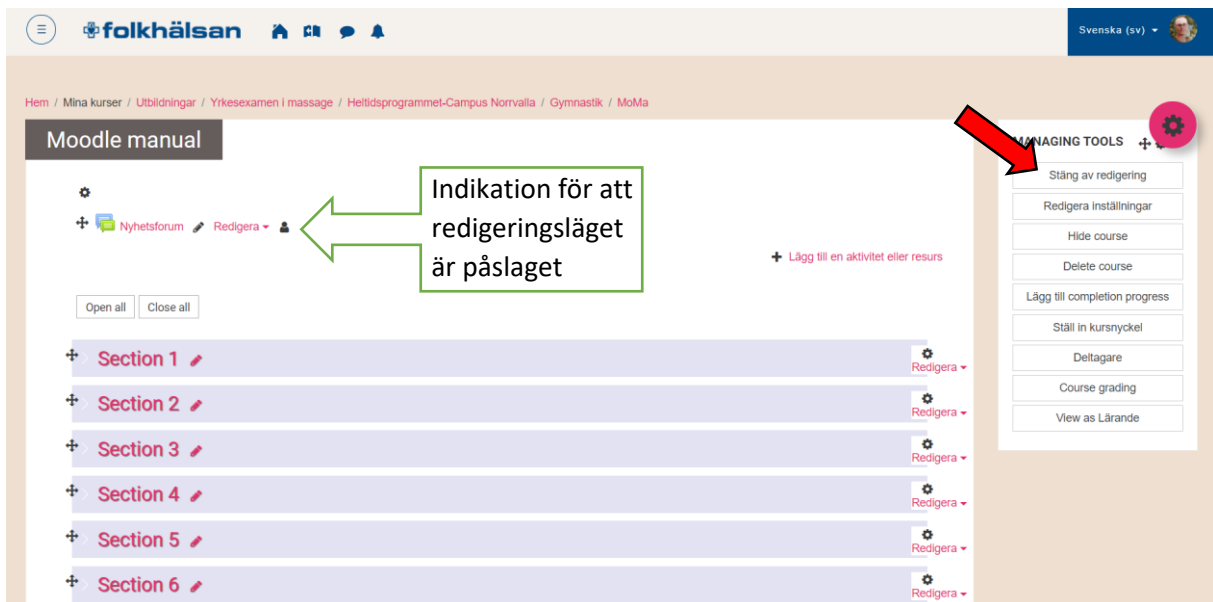 folkhälsan
Svenska (sv)
Hem / Mina kurser / Utbildningar / Yrkesexamen i massage / Heltidsprogrammet-Campus Norrvalla / Gymnastik / MoMa
Moodle manual
Nyhetsforum Redigera
Indikation för att
redigeringsläget
är påslaget
+ Lägg till en aktivitet eller resurs
Open all Close all
Section 1
Redigera
Section 2
Redigera
Section 3
Redigera
Section 4
Redigera
Section 5
Redigera
Section 6
Redigera
MANAGING TOOLS
Stäng av redigering
Redigera inställningar
Hide course
Delete course
Lägg till completion progress
Ställ in kursnyckel
Deltagare
Course grading
View as Lärande